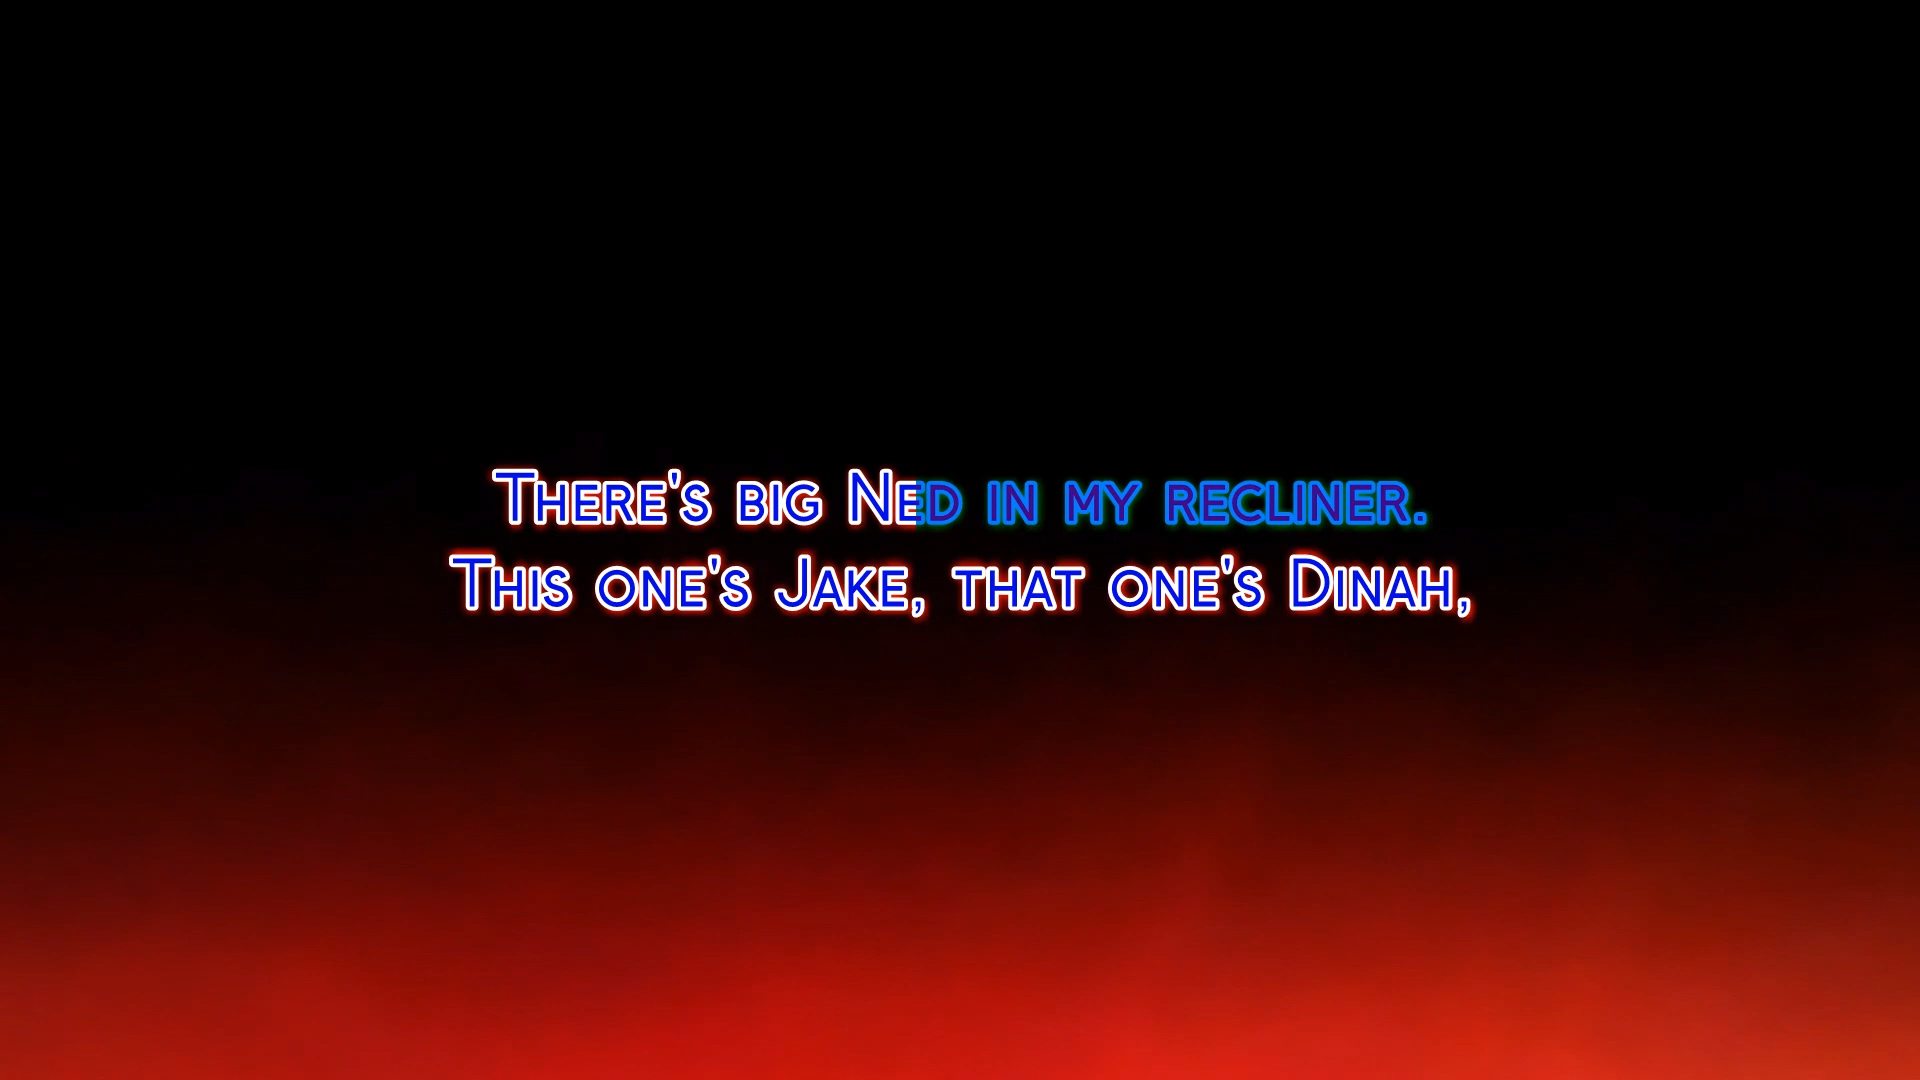 There's big Ned in my recliner.
This one's Jake, that one's Dinah,